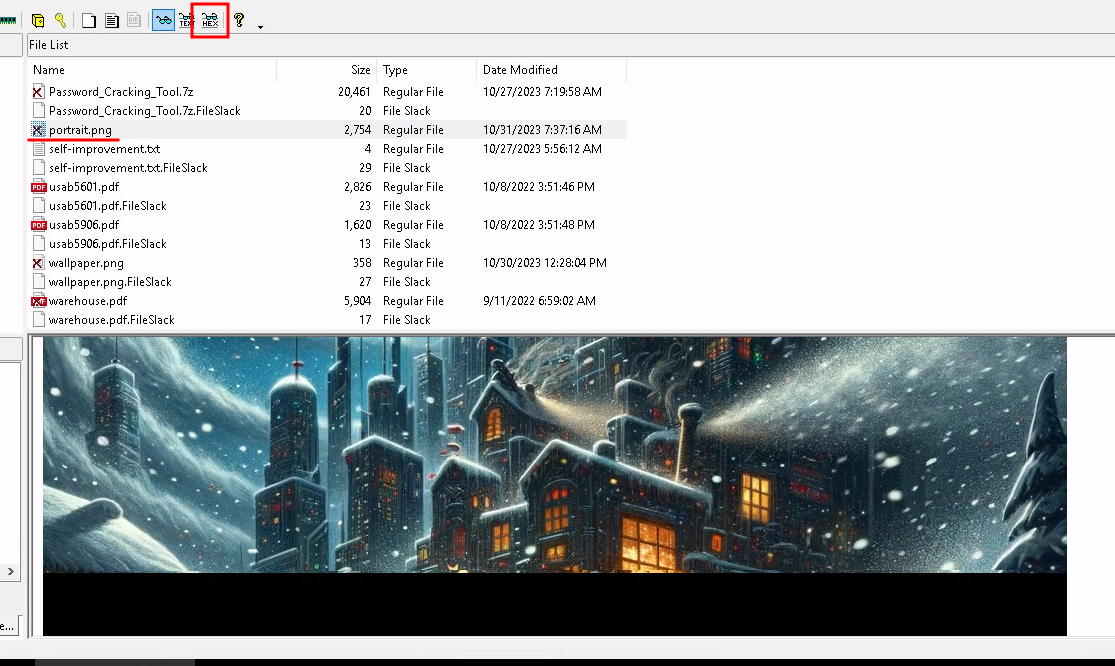 TEXT HEX ?
File List
Name Size Type Date Modified
Password_Cracking_Tool.7z 20,461 Regular File 10/27/2023 7:19:58 AM
Password_Cracking_Tool.7z.FileSlack 20 File Slack
portrait.png 2,754 Regular File 10/31/2023 7:37:16 AM
self-improvement.txt 4 Regular File 10/27/2023 5:56:12 AM
self-improvement.txt.FileSlack 29 File Slack
PDF usab5601.pdf 2,826 Regular File 10/8/2022 3:51:46 PM
usab5601.pdf.FileSlack 23 File Slack
PDF usab5906.pdf 1,620 Regular File 10/8/2022 3:51:48 PM
usab5906.pdf.FileSlack 13 File Slack
wallpaper.png 358 Regular File 10/30/2023 12:28:04 PM
wallpaper.png.FileSlack 27 File Slack
warehouse.pdf 5,904 Regular File 9/11/2022 6:59:02 AM
warehouse.pdf.FileSlack 17 File Slack
e...